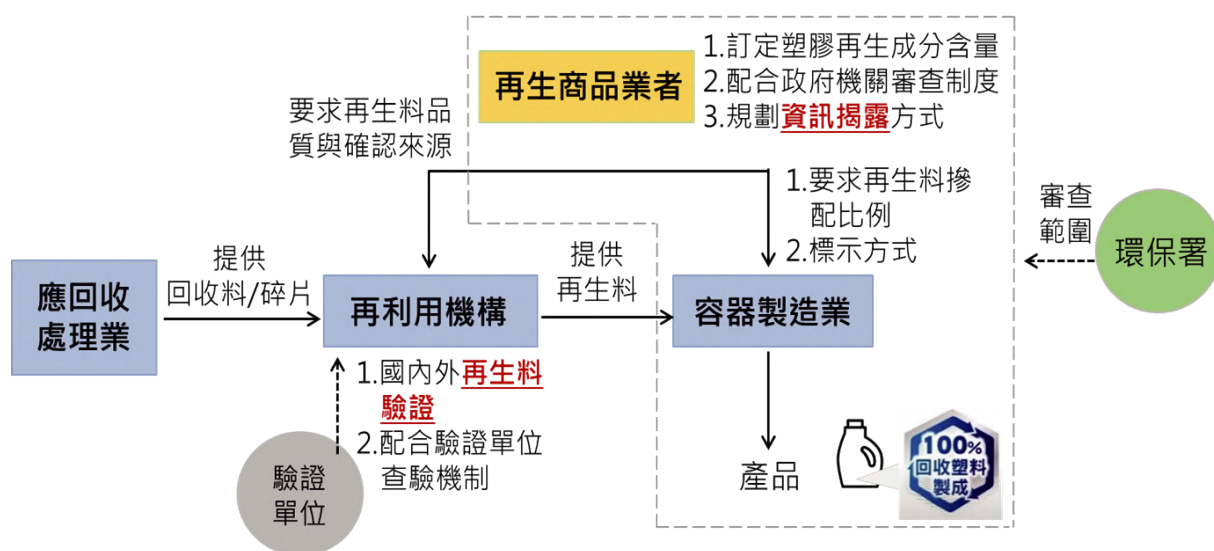 再生商品業者
1.訂定塑膠再生成分含量
2.配合政府機關審查制度
3.規劃資訊揭露方式
要求再生料品
質與確認來源
1.要求再生料摻
配比例
2.標示方式
審查
範圍
環保署
應回收
處理業
提供
回收料/碎片
再利用機構
提供
再生料
容器製造業
1.國內外再生料
驗證
2.配合驗證單位
查驗機制
驗證
單位
產品
100%
回收塑料
製成